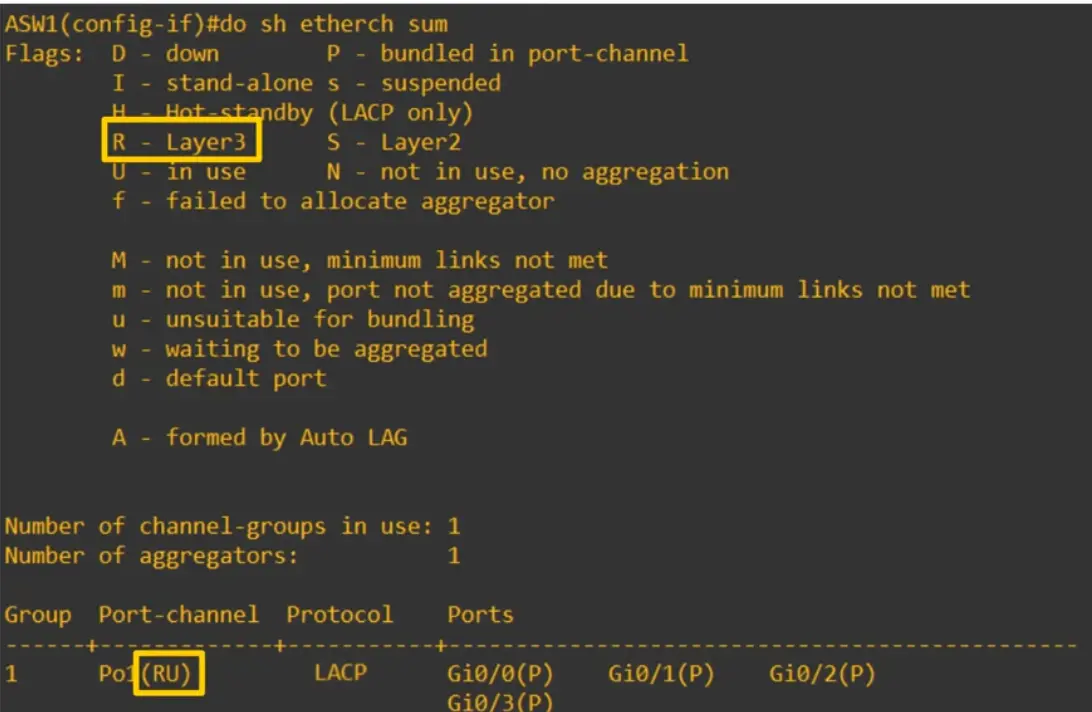 ASW1(config-if)#do sh etherch sum
Flags:  D - down        P - bundled in port-channel
        I - stand-alone s - suspended
        H - Hot-standby (LACP only)
        R - Layer3      S - Layer2
        U - in use      N - not in use, no aggregation
        f - failed to allocate aggregator
        M - not in use, minimum links not met
        m - not in use, port not aggregated due to minimum links not met
        u - unsuitable for bundling
        w - waiting to be aggregated
        d - default port
        A - formed by Auto LAG
Number of channel-groups in use: 1
Number of aggregators:           1
Group  Port-channel  Protocol    Ports
------+-------------+-----------+-----------------------------------------------
1      Po1(RU)         LACP      Gi0/0(P)    Gi0/1(P)    Gi0/2(P)
                                 Gi0/3(P)